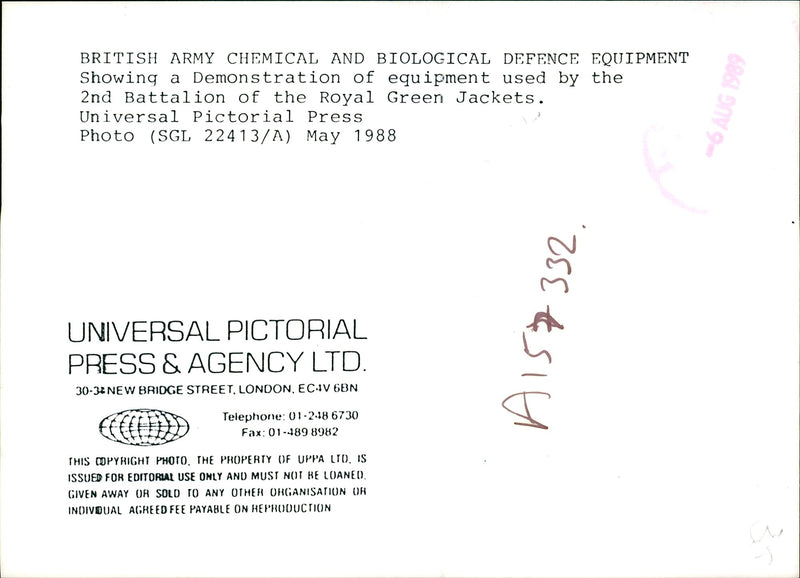 BRITISH ARMY CHEMICAL AND BIOLOGICAL DEFENCE EQUIPMENT
Showing a Demonstration of equipment used by the
2nd Battalion of the Royal Green Jackets.
Universal Pictorial Press
Photo (SGL 22413/A) May 1988
-6 AUG 1989
A157332.
UNIVERSAL PICTORIAL
PRESS & AGENCY LTD.
30-34 NEW BRIDGE STREET, LONDON, EC4V 6BN
Telephone: 01-248 6730
Fax: 01-489 8982
THIS COPYRIGHT PHOTO, THE PROPERTY OF UPPA LTD, IS
ISSUED FOR EDITORIAL USE ONLY AND MUST NOT BE LOANED,
GIVEN AWAY OR SOLD TO ANY OTHER ORGANISATION OR
INDIVIDUAL AGREED FEE PAYABLE ON REPRODUCTION